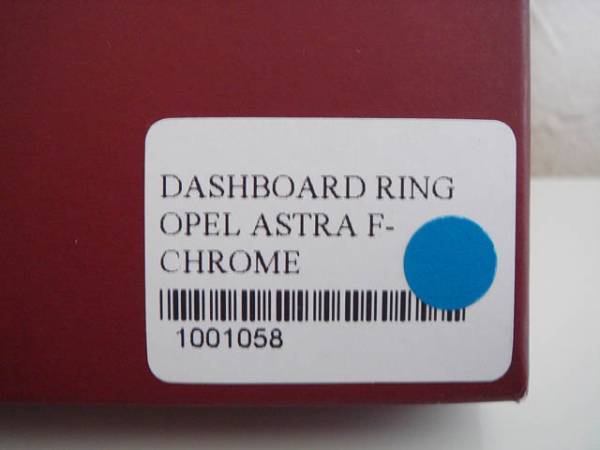 DASHBOARD RING
OPEL ASTRA F-
CHROME
1001058